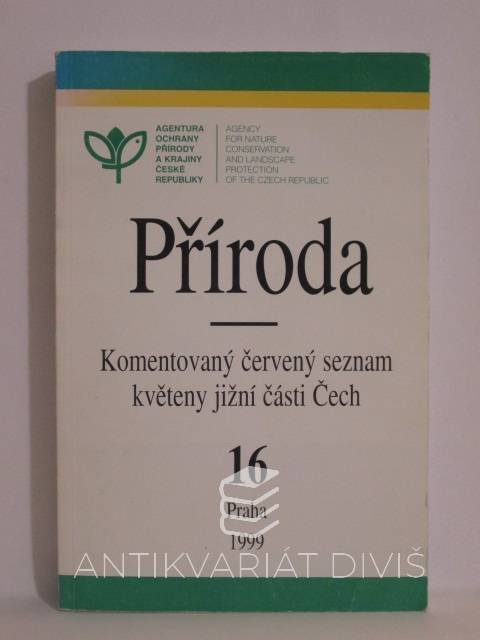 AGENTURA
OCHRANY
PŘÍRODY
A KRAJINY
ČESKÉ
REPUBLIKY
AGENCY
FOR NATURE
CONSERVATION
AND LANDSCAPE
PROTECTION
OF THE CZECH REPUBLIC
Příroda
Komentovaný červený seznam
květeny jižní části Čech
16
Praha
1999
ANTIKVARIÁT DIVIŠ